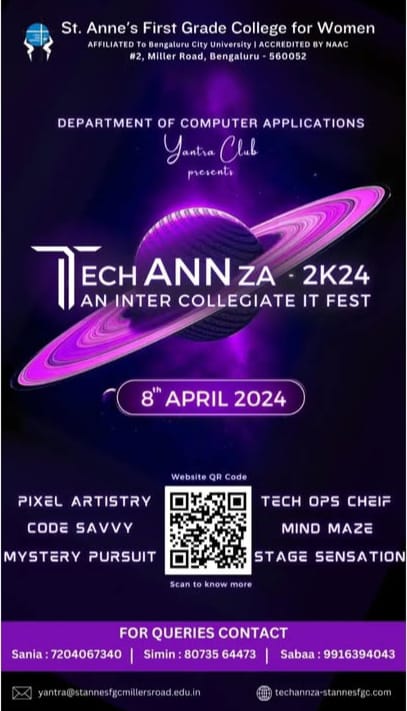 St. Anne's First Grade College for Women
AFFILIATED To Bengaluru City University | ACCREDITED BY NAAC
#2, Miller Road, Bengaluru - 560052
DEPARTMENT OF COMPUTER APPLICATIONS
Yantra Club
presents
TECHANNZA - 2K24
AN INTER COLLEGIATE IT FEST
8th APRIL 2024
Website QR Code
PIXEL ARTISTRY
CODE SAVVY
MYSTERY PURSUIT
TECH OPS CHEIF
MIND MAZE
STAGE SENSATION
Scan to know more
FOR QUERIES CONTACT
Sania : 7204067340 | Simin : 80735 64473 | Sabaa : 9916394043
yantra@stannesfgcmillersroad.edu.in
techannza-stannesfgc.com